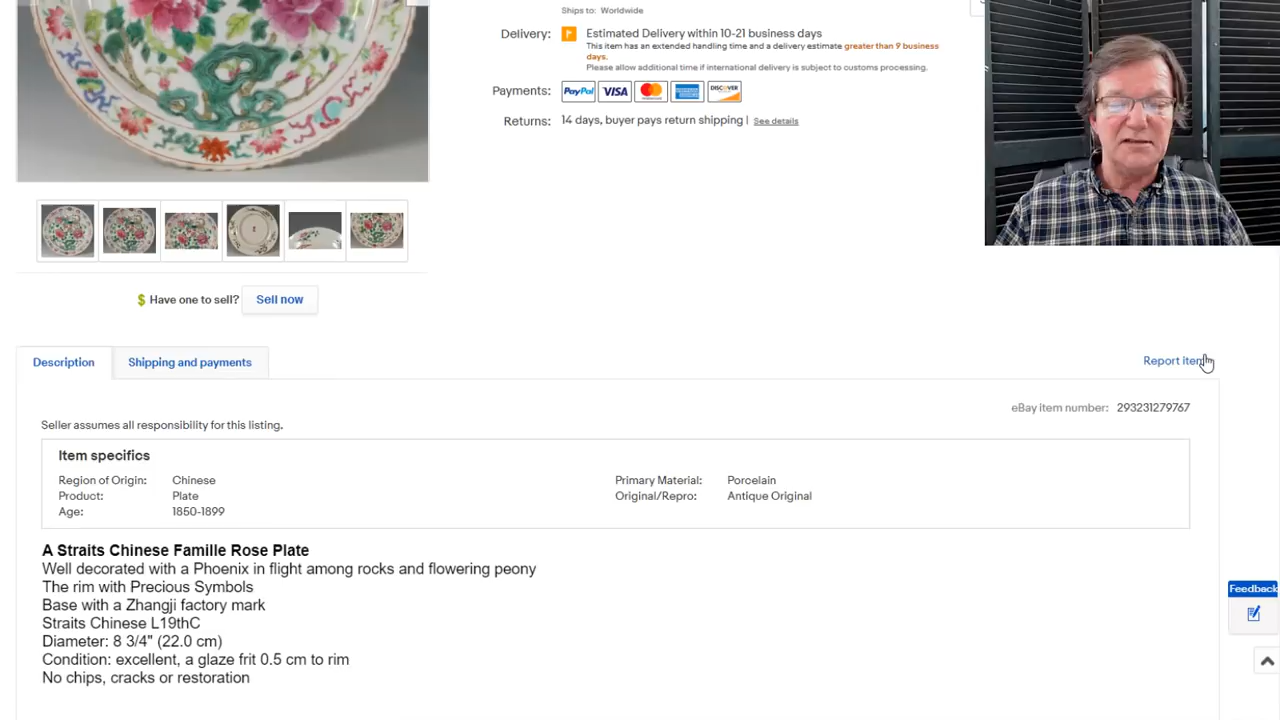 Ships to: Worldwide
Delivery: Estimated Delivery within 10-21 business days
This item has an extended handling time and a delivery estimate greater than 9 business
days.
Please allow additional time if international delivery is subject to customs processing.
Payments: PayPal VISA MasterCard AMERICAN EXPRESS DISCOVER
Returns: 14 days, buyer pays return shipping | See details
$ Have one to sell? Sell now
Description Shipping and payments Report item
eBay item number: 293231279767
Seller assumes all responsibility for this listing.
Item specifics
Region of Origin: Chinese Primary Material: Porcelain
Product: Plate Original/Repro: Antique Original
Age: 1850-1899
A Straits Chinese Famille Rose Plate
Well decorated with a Phoenix in flight among rocks and flowering peony
The rim with Precious Symbols
Base with a Zhangji factory mark
Straits Chinese L19thC
Diameter: 8 3/4" (22.0 cm)
Condition: excellent, a glaze frit 0.5 cm to rim
No chips, cracks or restoration
Feedback